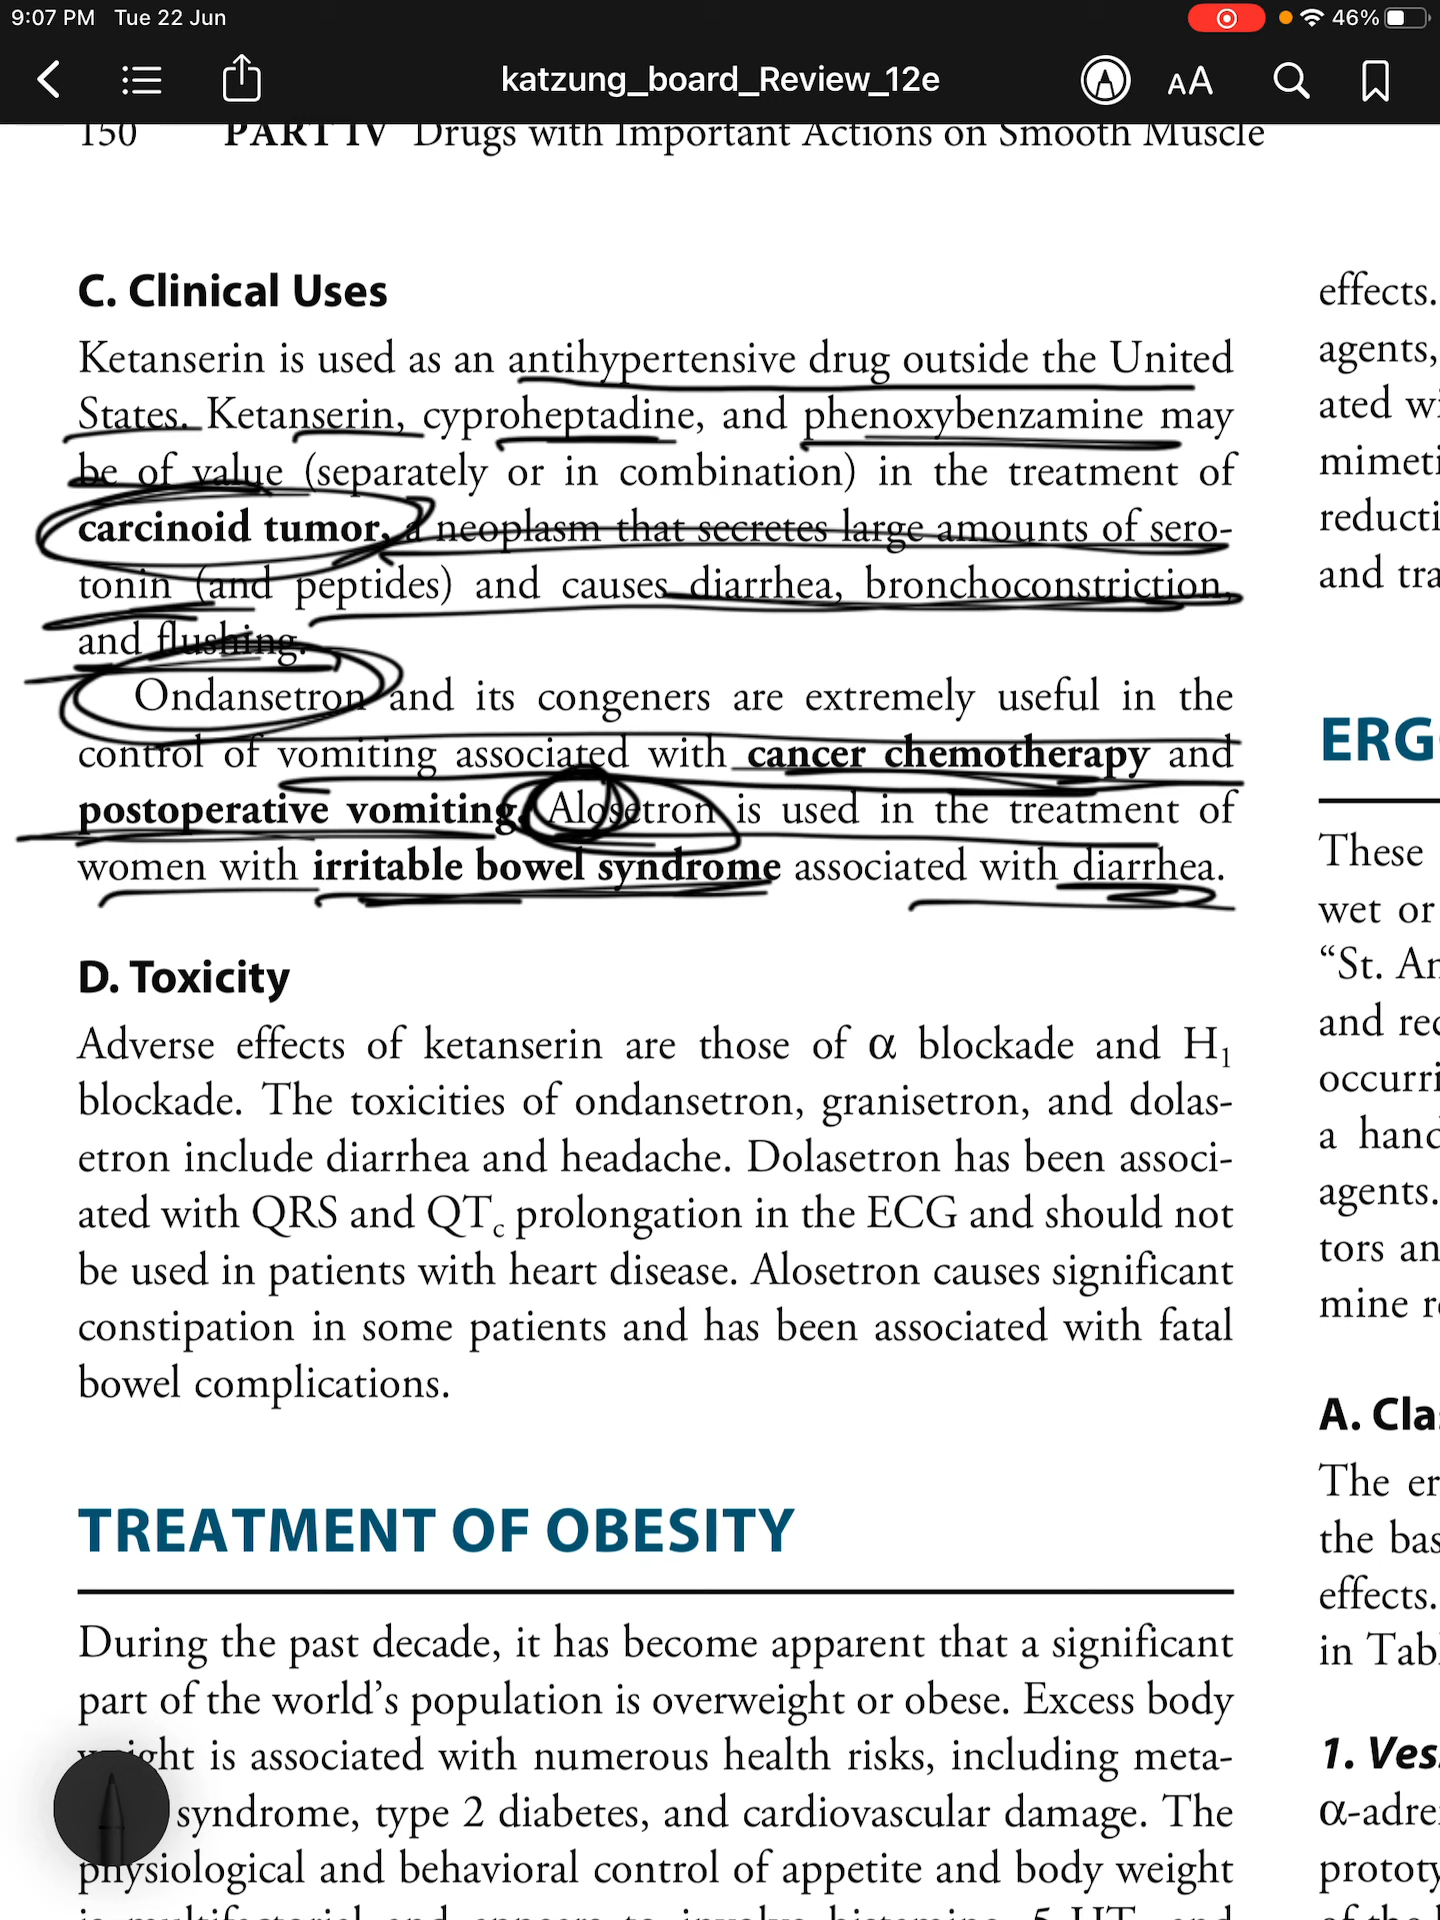 9:07 PM Tue 22 Jun
46%
katzung_board_Review_12e
AA
150 PART IV Drugs with Important Actions on Smooth Muscle
C. Clinical Uses
Ketanserin is used as an antihypertensive drug outside the United
States. Ketanserin, cyproheptadine, and phenoxybenzamine may
be of value (separately or in combination) in the treatment of
carcinoid tumor, a neoplasm that secretes large amounts of sero-
tonin (and peptides) and causes diarrhea, bronchoconstriction,
and flushing.
Ondansetron and its congeners are extremely useful in the
control of vomiting associated with cancer chemotherapy and
postoperative vomiting. Alosetron is used in the treatment of
women with irritable bowel syndrome associated with diarrhea.
D. Toxicity
Adverse effects of ketanserin are those of α blockade and H₁
blockade. The toxicities of ondansetron, granisetron, and dolas-
etron include diarrhea and headache. Dolasetron has been associ-
ated with QRS and QTc prolongation in the ECG and should not
be used in patients with heart disease. Alosetron causes significant
constipation in some patients and has been associated with fatal
bowel complications.
TREATMENT OF OBESITY
During the past decade, it has become apparent that a significant
part of the world’s population is overweight or obese. Excess body
weight is associated with numerous health risks, including meta-
syndrome, type 2 diabetes, and cardiovascular damage. The
physiological and behavioral control of appetite and body weight
effects.
agents,
ated
mimeti
reducti
and tra
ERG
These
wet or
“St. An
and rec
occurri
a hand
agents.
tors an
mine
A. Cla
The er
the bas
effects.
in Tab
1. Ves
α-adre
prototy